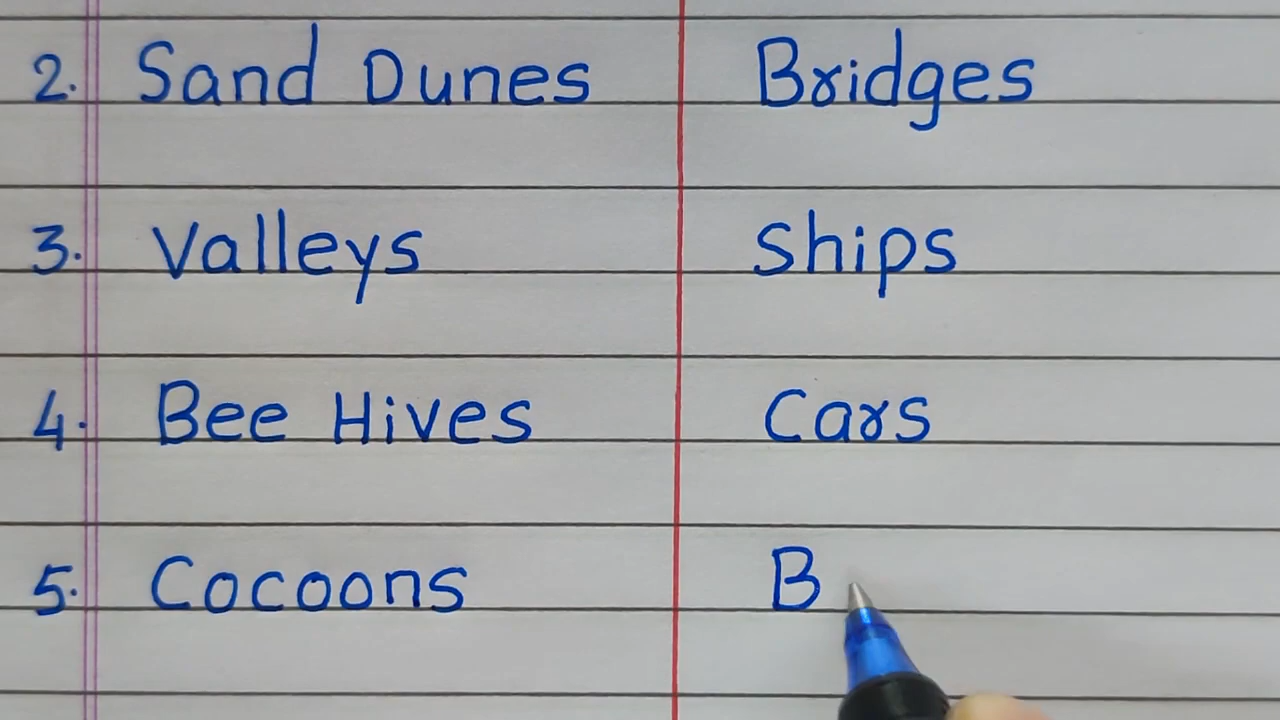 2. Sand Dunes Bridges
3. Valleys Ships
4. Bee Hives Cars
5. Cocoons B